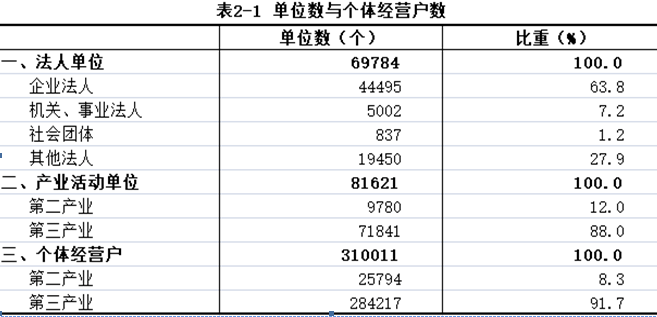 表2-1 单位数与个体经营户数
单位数（个） 比重（%）
一、法人单位 69784 100.0
企业法人 44495 63.8
机关、事业法人 5002 7.2
社会团体 837 1.2
其他法人 19450 27.9
二、产业活动单位 81621 100.0
第二产业 9780 12.0
第三产业 71841 88.0
三、个体经营户 310011 100.0
第二产业 25794 8.3
第三产业 284217 91.7